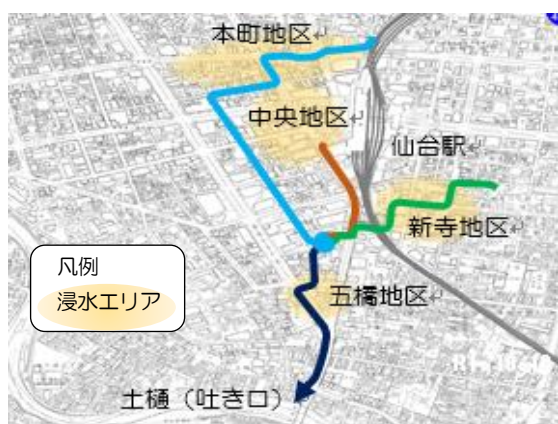 本町地区
中央地区
仙台駅
新寺地区
凡例
浸水エリア
五橋地区
土樋（吐き口）